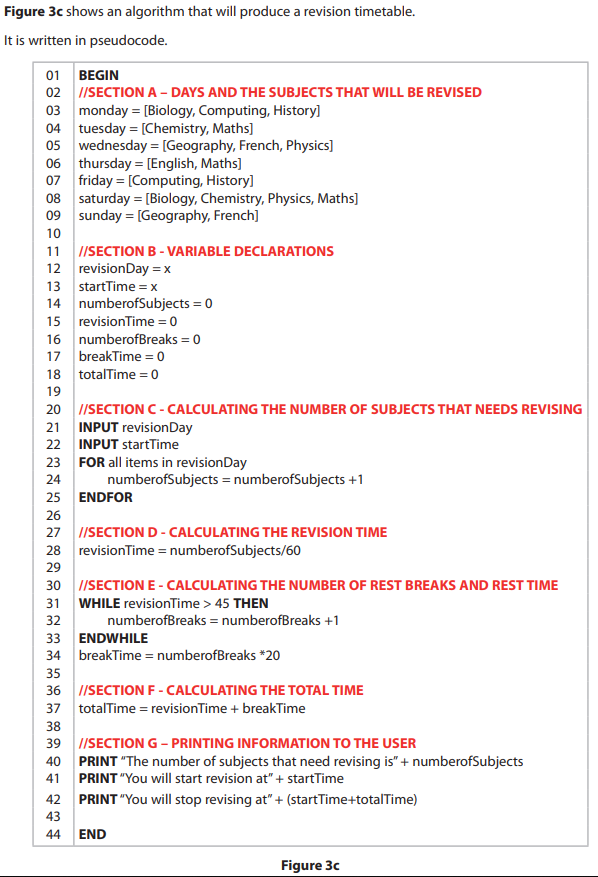 Figure 3c shows an algorithm that will produce a revision timetable.
It is written in pseudocode.
01 BEGIN
02 //SECTION A – DAYS AND THE SUBJECTS THAT WILL BE REVISED
03 monday = [Biology, Computing, History]
04 tuesday = [Chemistry, Maths]
05 wednesday = [Geography, French, Physics]
06 thursday = [English, Maths]
07 friday = [Computing, History]
08 saturday = [Biology, Chemistry, Physics, Maths]
09 sunday = [Geography, French]
10
11 //SECTION B - VARIABLE DECLARATIONS
12 revisionDay = x
13 startTime = x
14 numberofSubjects = 0
15 revisionTime = 0
16 numberofBreaks = 0
17 breakTime = 0
18 totalTime = 0
19
20 //SECTION C - CALCULATING THE NUMBER OF SUBJECTS THAT NEEDS REVISING
21 INPUT revisionDay
22 INPUT startTime
23 FOR all items in revisionDay
24 numberofSubjects = numberofSubjects +1
25 ENDFOR
26
27 //SECTION D - CALCULATING THE REVISION TIME
28 revisionTime = numberofSubjects/60
29
30 //SECTION E - CALCULATING THE NUMBER OF REST BREAKS AND REST TIME
31 WHILE revisionTime > 45 THEN
32 numberofBreaks = numberofBreaks +1
33 ENDWHILE
34 breakTime = numberofBreaks *20
35
36 //SECTION F - CALCULATING THE TOTAL TIME
37 totalTime = revisionTime + breakTime
38
39 //SECTION G – PRINTING INFORMATION TO THE USER
40 PRINT “The number of subjects that need revising is” + numberofSubjects
41 PRINT “You will start revision at” + startTime
42 PRINT “You will stop revising at” + (startTime+totalTime)
43
44 END
Figure 3c